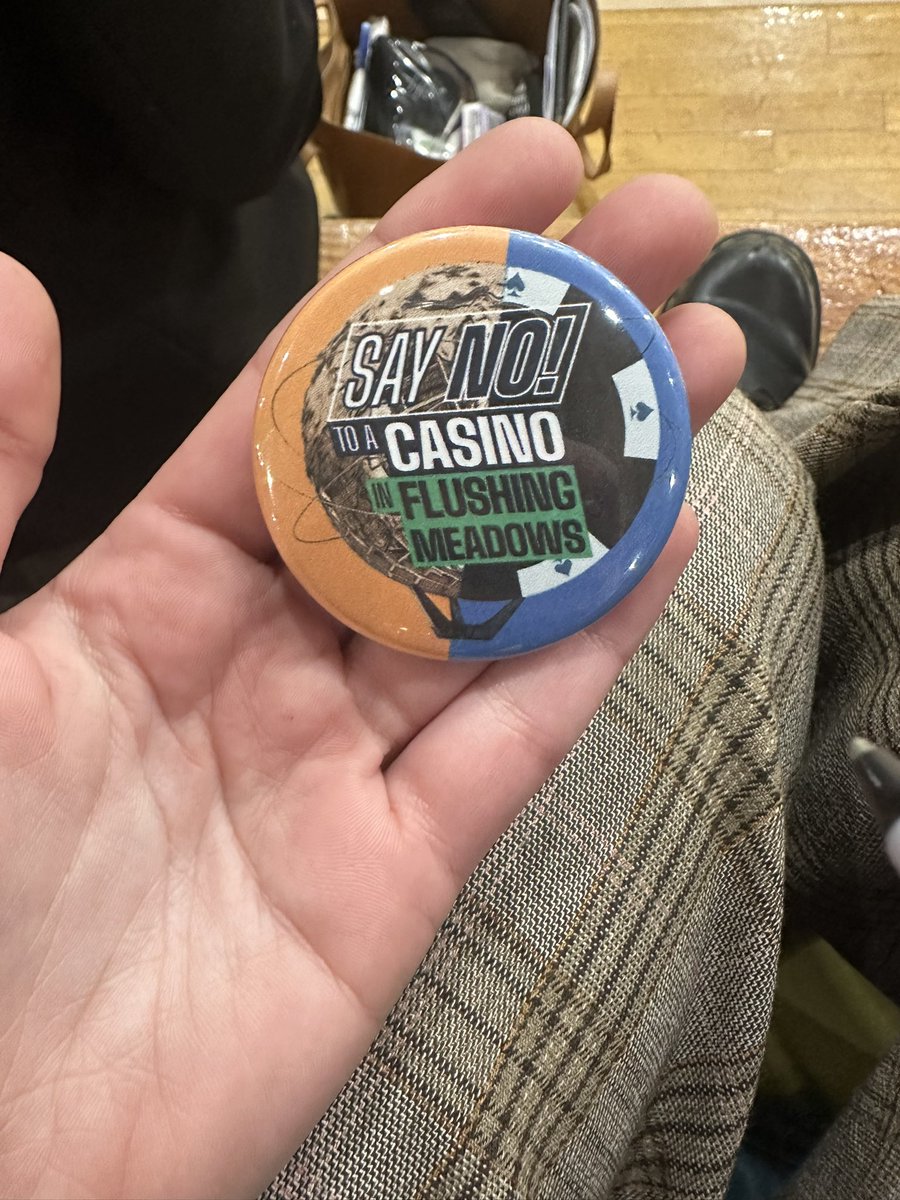 SAY NO!
TO A CASINO
IN FLUSHING
MEADOWS